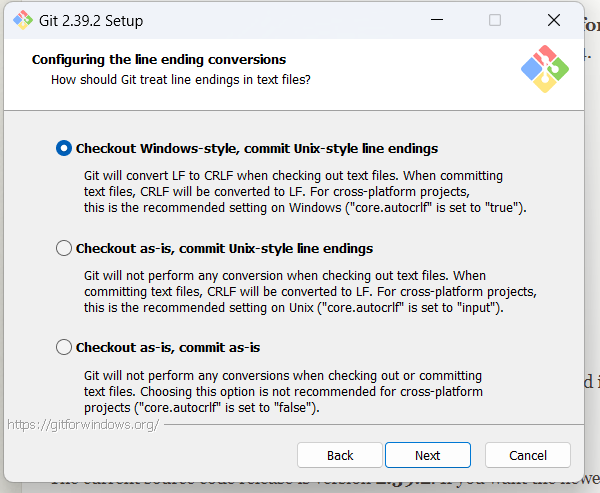 Git 2.39.2 Setup
Configuring the line ending conversions
How should Git treat line endings in text files?
Checkout Windows-style, commit Unix-style line endings
Git will convert LF to CRLF when checking out text files. When committing
text files, CRLF will be converted to LF. For cross-platform projects,
this is the recommended setting on Windows ("core.autocrlf" is set to "true").
Checkout as-is, commit Unix-style line endings
Git will not perform any conversion when checking out text files. When
committing text files, CRLF will be converted to LF. For cross-platform projects,
this is the recommended setting on Unix ("core.autocrlf" is set to "input").
Checkout as-is, commit as-is
Git will not perform any conversions when checking out or committing
text files. Choosing this option is not recommended for cross-platform
projects ("core.autocrlf" is set to "false").
https://gitforwindows.org/
Back
Next
Cancel